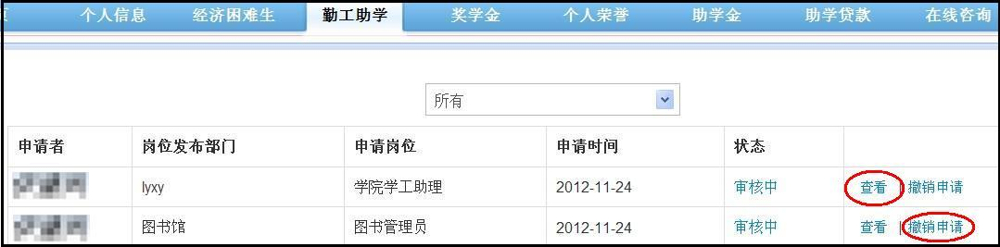 个人信息 经济困难生 勤工助学 奖学金 个人荣誉 助学金 助学贷款 在线咨询
所有
申请者 岗位发布部门 申请岗位 申请时间 状态
lyxy 学院学工助理 2012-11-24 审核中 查看 | 撤销申请
图书馆 图书管理员 2012-11-24 审核中 查看 | 撤销申请